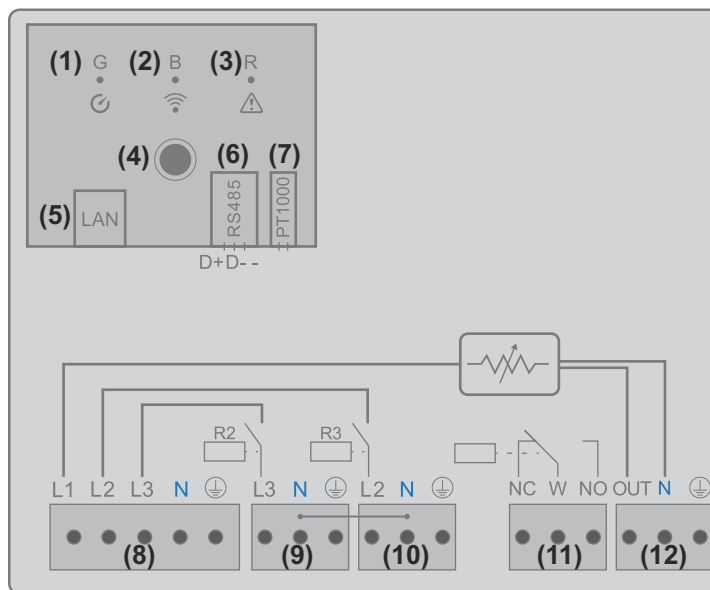 (1) G (2) B (3) R
(4) (6) (7)
(5) LAN RS485 PT1000
D+D- -
R2 R3
L1 L2 L3 N L3 N L2 N NC W NO OUT N
(8) (9) (10) (11) (12)